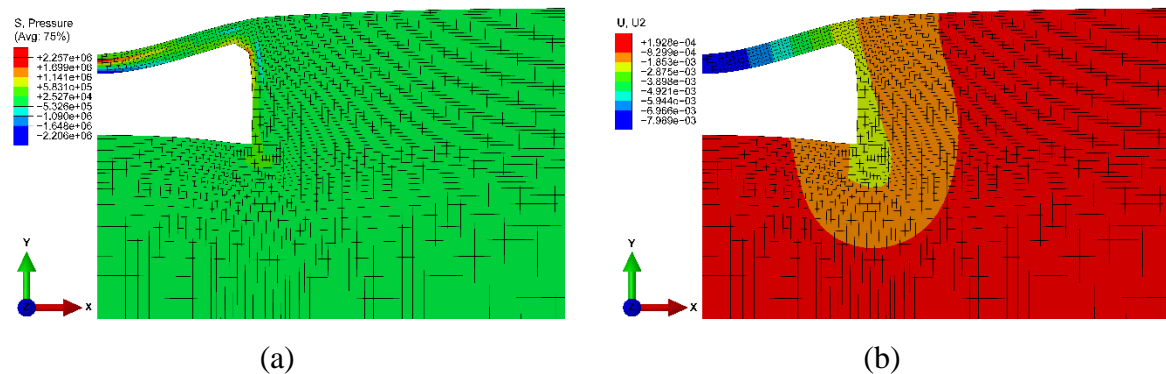 S, Pressure
(Avg: 75%)
+2.257e+06
+1.699e+06
+1.141e+06
+5.831e+05
+2.527e+04
-5.326e+05
-1.090e+06
-1.648e+06
-2.206e+06
Y
X
(a)
U, U2
+1.928e-04
-8.299e-04
-1.853e-03
-2.875e-03
-3.898e-03
-4.921e-03
-5.944e-03
-6.966e-03
-7.989e-03
Y
X
(b)